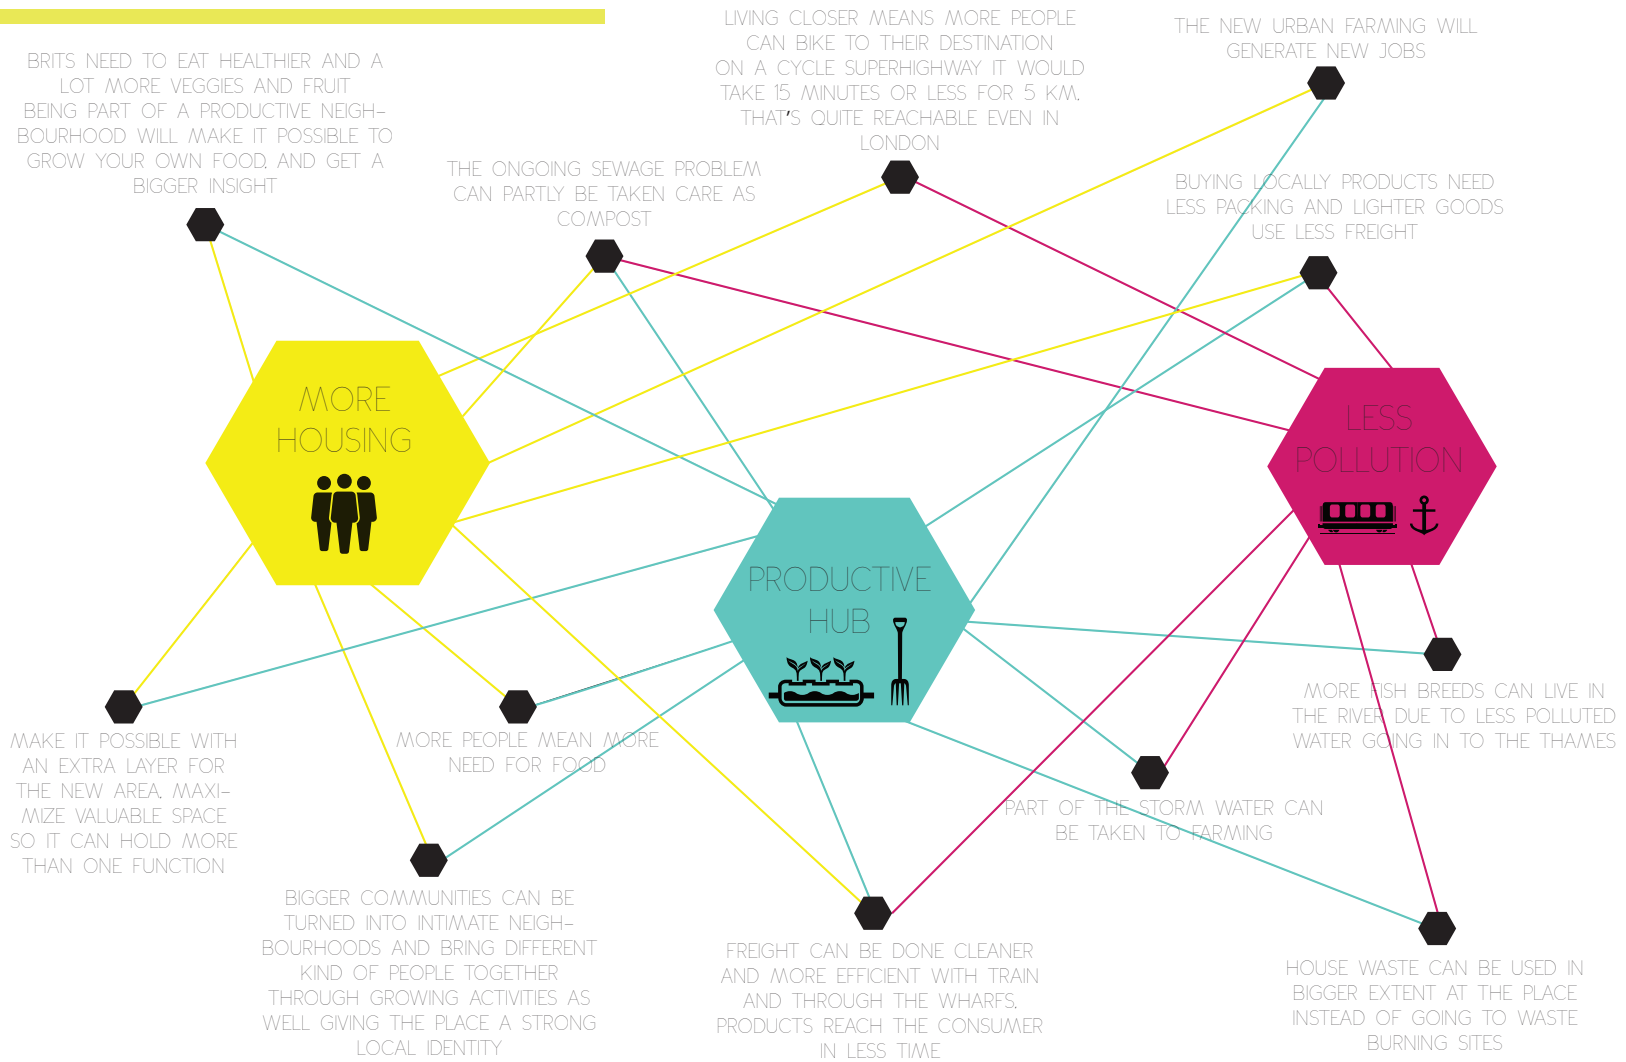 BRITS NEED TO EAT HEALTHIER AND A
LOT MORE VEGGIES AND FRUIT
BEING PART OF A PRODUCTIVE NEIGH-
BOURHOOD WILL MAKE IT POSSIBLE TO
GROW YOUR OWN FOOD, AND GET A
BIGGER INSIGHT
THE ONGOING SEWAGE PROBLEM
CAN PARTLY BE TAKEN CARE AS
COMPOST
LIVING CLOSER MEANS MORE PEOPLE
CAN BIKE TO THEIR DESTINATION
ON A CYCLE SUPERHIGHWAY IT WOULD
TAKE 15 MINUTES OR LESS FOR 5 KM.
THAT'S QUITE REACHABLE EVEN IN
LONDON
THE NEW URBAN FARMING WILL
GENERATE NEW JOBS
BUYING LOCALLY PRODUCTS NEED
LESS PACKING AND LIGHTER GOODS
USE LESS FREIGHT
MORE
HOUSING
LESS
POLLUTION
PRODUCTIVE
HUB
MAKE IT POSSIBLE WITH
AN EXTRA LAYER FOR
THE NEW AREA, MAXI-
MIZE VALUABLE SPACE
SO IT CAN HOLD MORE
THAN ONE FUNCTION
MORE PEOPLE MEAN MORE
NEED FOR FOOD
BIGGER COMMUNITIES CAN BE
TURNED INTO INTIMATE NEIGH-
BOURHOODS AND BRING DIFFERENT
KIND OF PEOPLE TOGETHER
THROUGH GROWING ACTIVITIES AS
WELL GIVING THE PLACE A STRONG
LOCAL IDENTITY
FREIGHT CAN BE DONE CLEANER
AND MORE EFFICIENT WITH TRAIN
AND THROUGH THE WHARFS.
PRODUCTS REACH THE CONSUMER
IN LESS TIME
PART OF THE STORM WATER CAN
BE TAKEN TO FARMING
MORE FISH BREEDS CAN LIVE IN
THE RIVER DUE TO LESS POLLUTED
WATER GOING IN TO THE THAMES
HOUSE WASTE CAN BE USED IN
BIGGER EXTENT AT THE PLACE
INSTEAD OF GOING TO WASTE
BURNING SITES